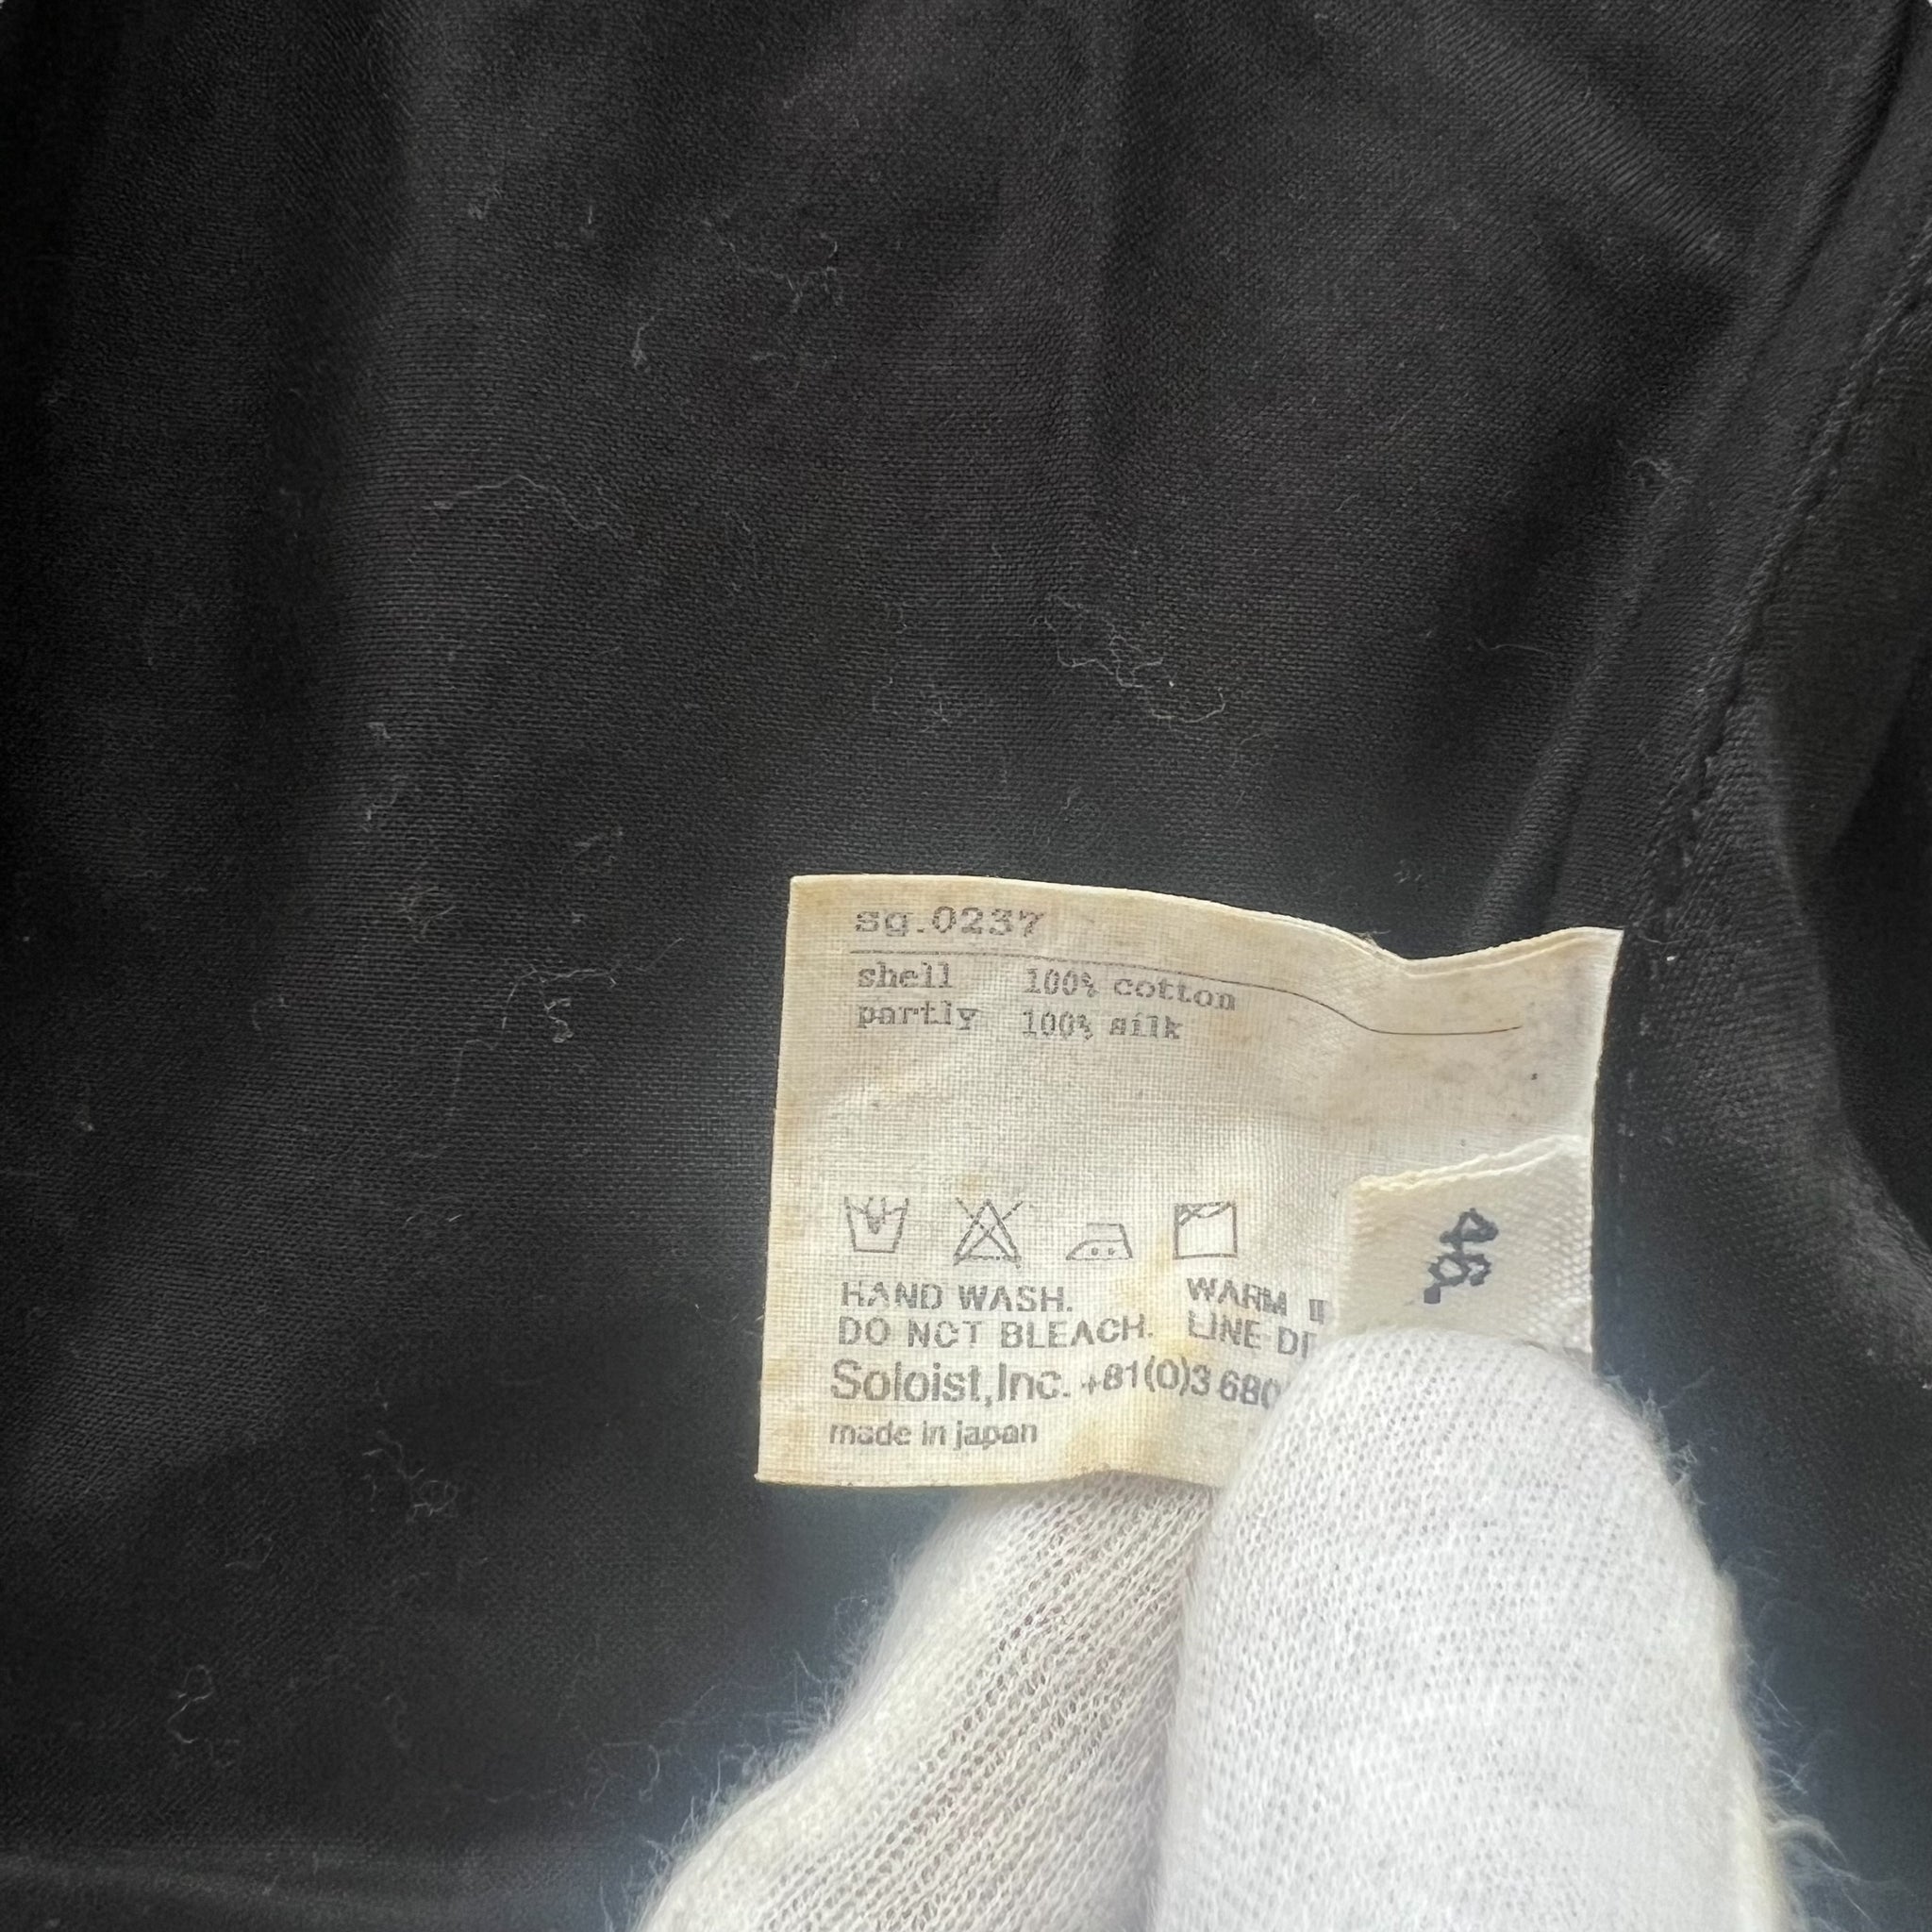 sg.0237
shell 100% cotton
partly 100% silk
46.
HAND WASH. WARM
DO NOT BLEACH. LINE
Soloist,Inc. +81(0)3 680
made in japan